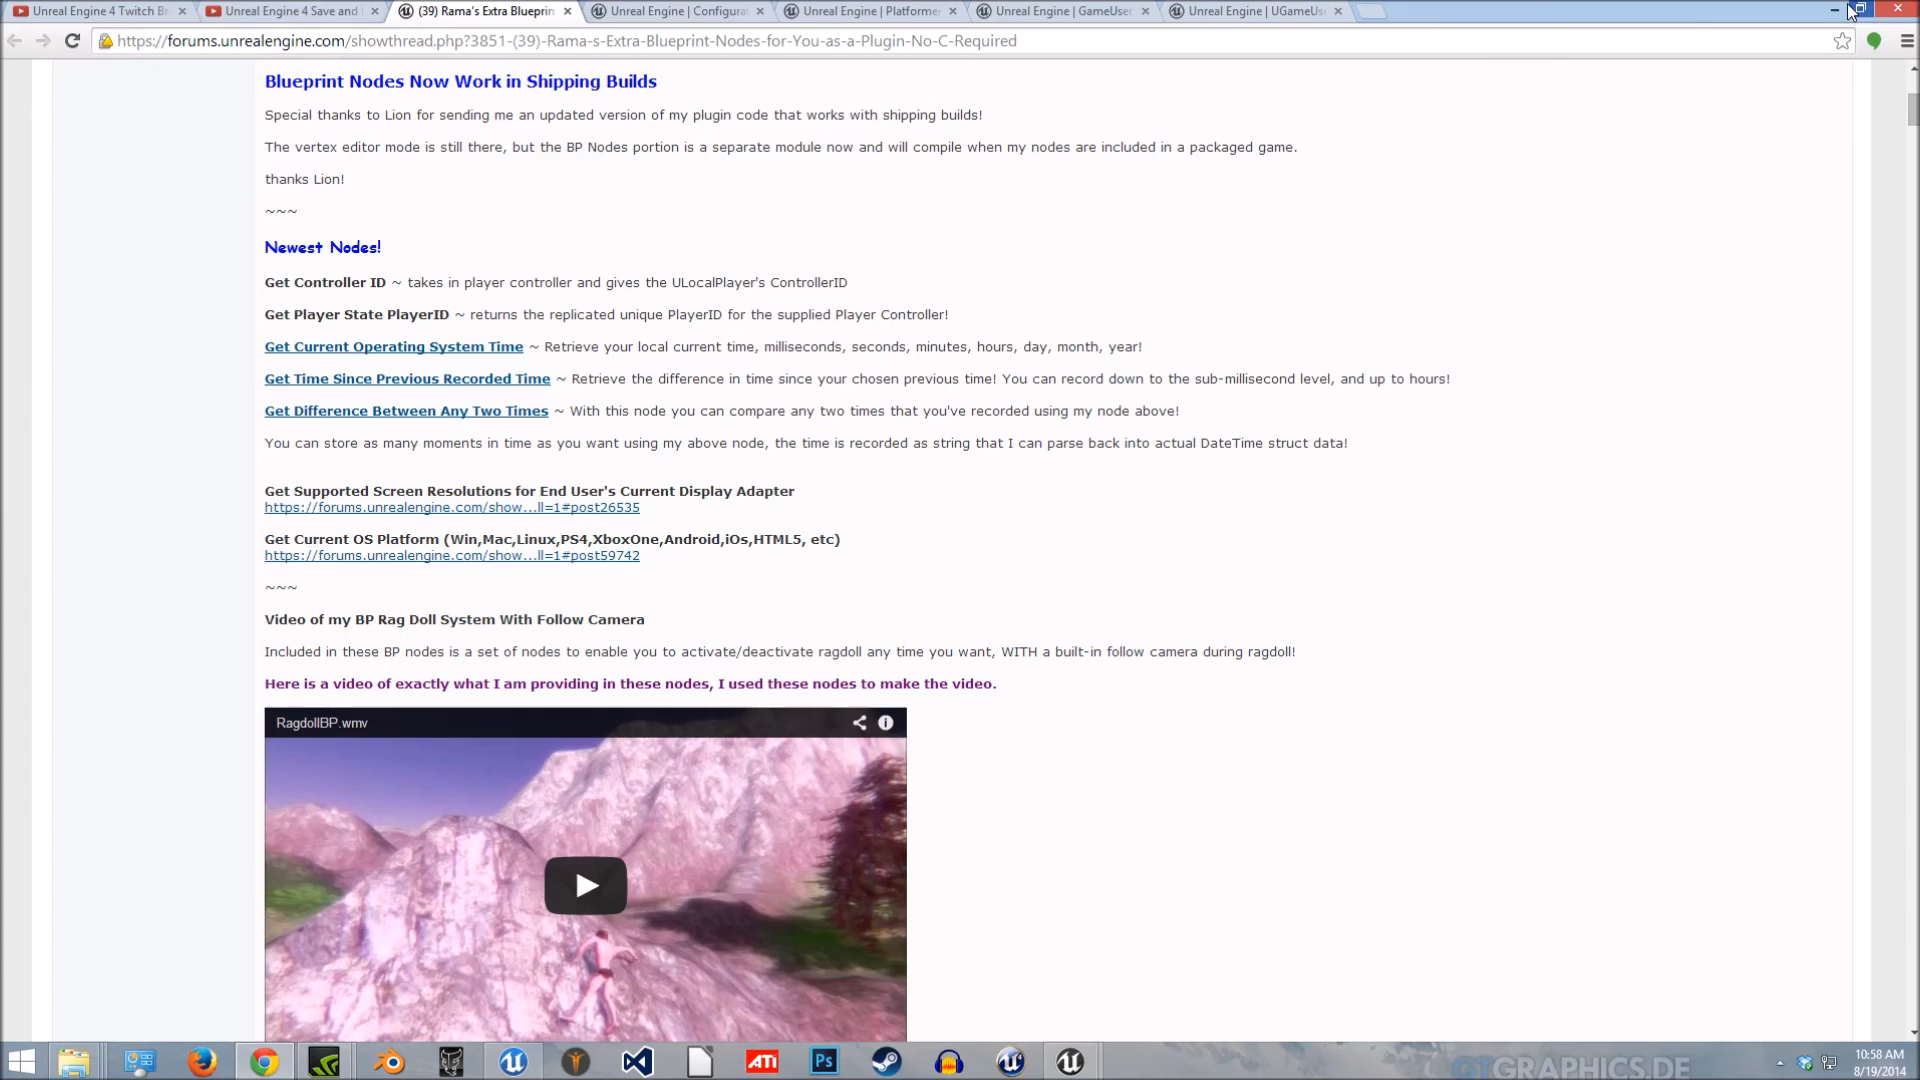 Unreal Engine 4 Twitch Br
Unreal Engine 4 Save and
(39) Rama's Extra Blueprin
Unreal Engine | Configura
Unreal Engine | Platforme
Unreal Engine | GameUser
Unreal Engine | UGameUs
https://forums.unrealengine.com/showthread.php?3851-(39)-Rama-s-Extra-Blueprint-Nodes-for-You-as-a-Plugin-No-C-Required
Blueprint Nodes Now Work in Shipping Builds
Special thanks to Lion for sending me an updated version of my plugin code that works with shipping builds!
The vertex editor mode is still there, but the BP Nodes portion is a separate module now and will compile when my nodes are included in a packaged game.
thanks Lion!
~~~
Newest Nodes!
Get Controller ID ~ takes in player controller and gives the ULocalPlayer's ControllerID
Get Player State PlayerID ~ returns the replicated unique PlayerID for the supplied Player Controller!
Get Current Operating System Time ~ Retrieve your local current time, milliseconds, seconds, minutes, hours, day, month, year!
Get Time Since Previous Recorded Time ~ Retrieve the difference in time since your chosen previous time! You can record down to the sub-millisecond level, and up to hours!
Get Difference Between Any Two Times ~ With this node you can compare any two times that you've recorded using my node above!
You can store as many moments in time as you want using my above node, the time is recorded as string that I can parse back into actual DateTime struct data!
Get Supported Screen Resolutions for End User's Current Display Adapter
https://forums.unrealengine.com/show...ll=1#post26535
Get Current OS Platform (Win,Mac,Linux,PS4,XboxOne,Android,iOs,HTML5, etc)
https://forums.unrealengine.com/show...ll=1#post59742
~~~
Video of my BP Rag Doll System With Follow Camera
Included in these BP nodes is a set of nodes to enable you to activate/deactivate ragdoll any time you want, WITH a built-in follow camera during ragdoll!
Here is a video of exactly what I am providing in these nodes, I used these nodes to make the video.
RagdollBP.wmv
ATI
Ps
GTGRAPHICS.DE
10:58 AM
8/19/2014